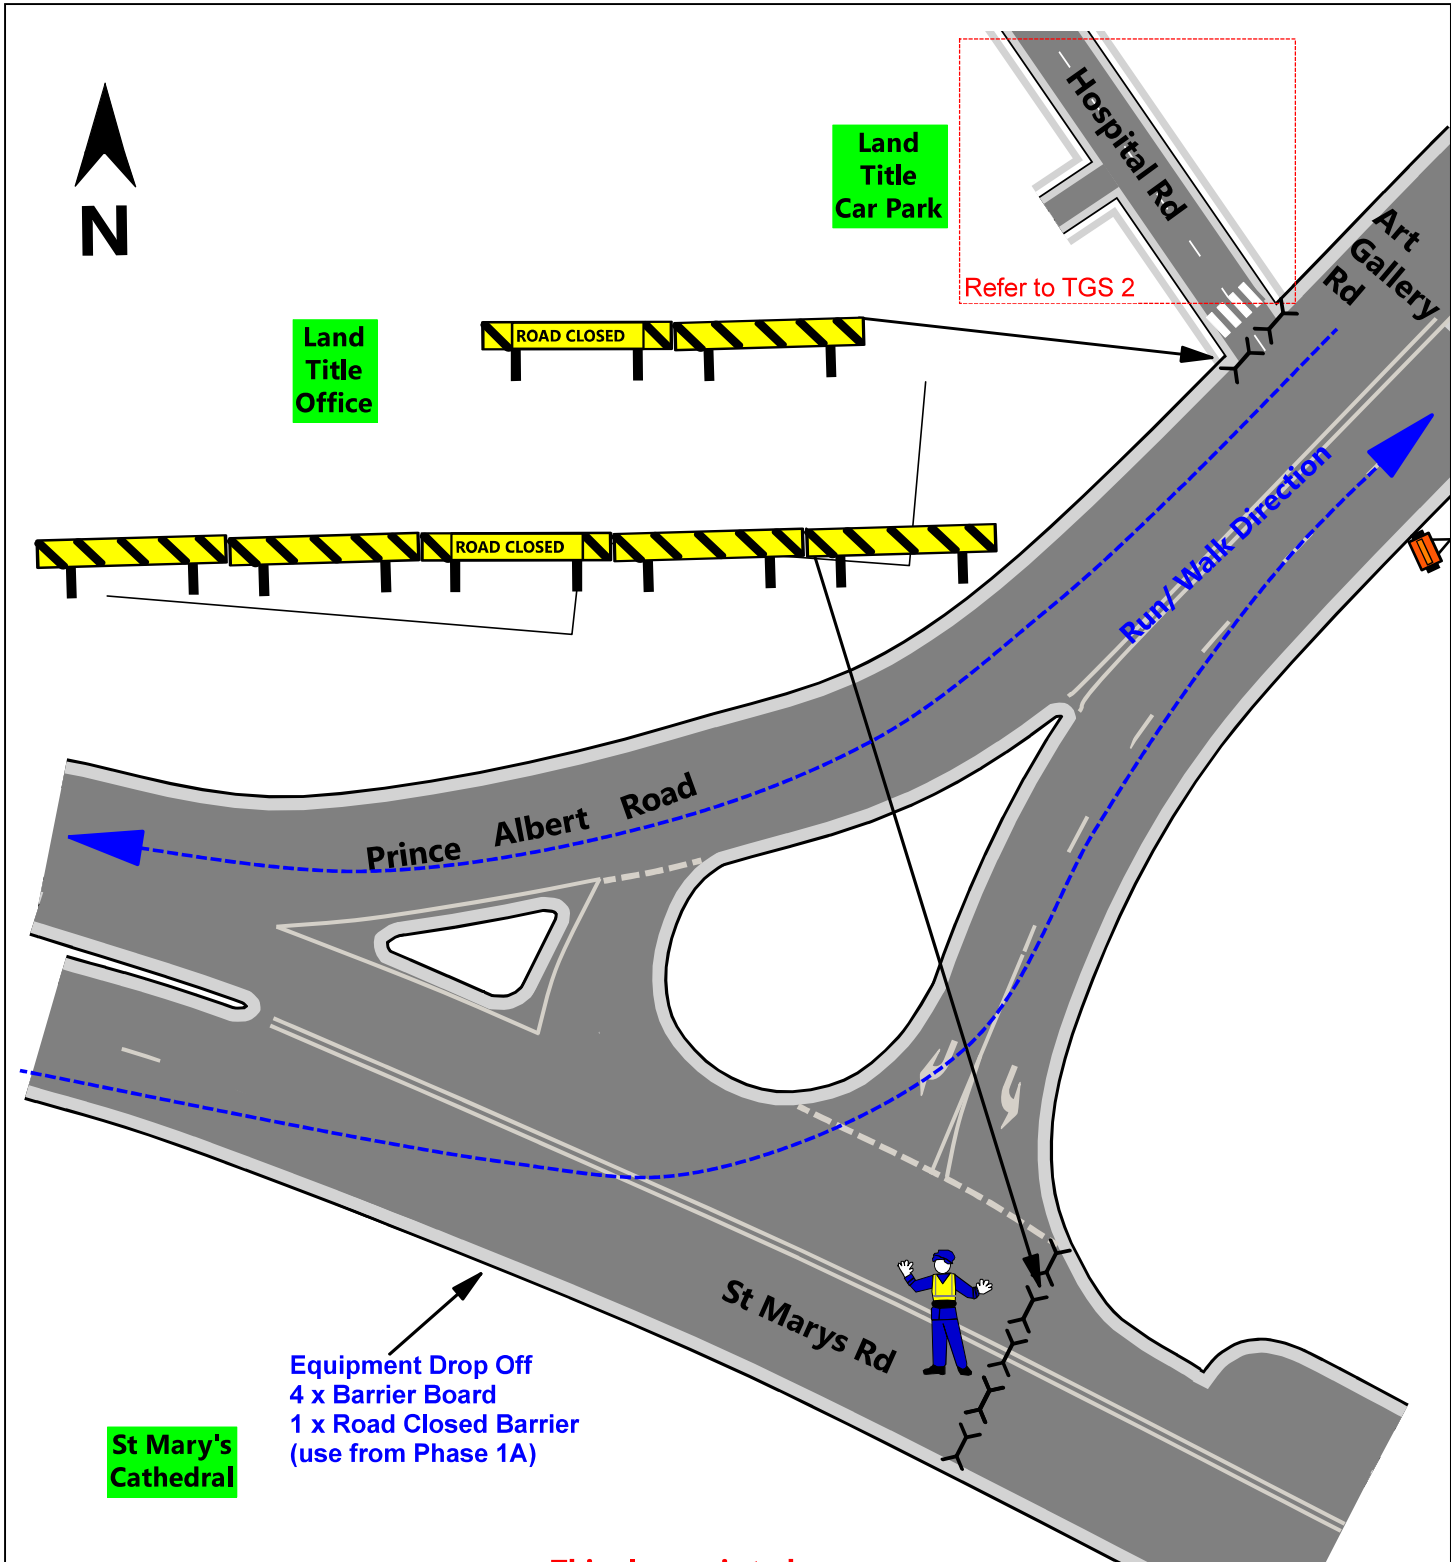 Hospital Rd
Land
Title
Car Park
N
Art
Gallery
Rd
Refer to TGS 2
Land
Title
Office
ROAD CLOSED
Run/ Walk Direction
ROAD CLOSED
Prince Albert Road
St Marys Rd
Equipment Drop Off
4 x Barrier Board
1 x Road Closed Barrier
(use from Phase 1A)
St Mary's
Cathedral